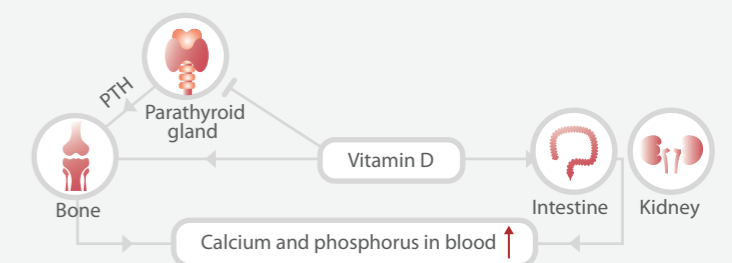 PTH
Parathyroid
gland
Vitamin D
Bone
Intestine
Kidney
Calcium and phosphorus in blood